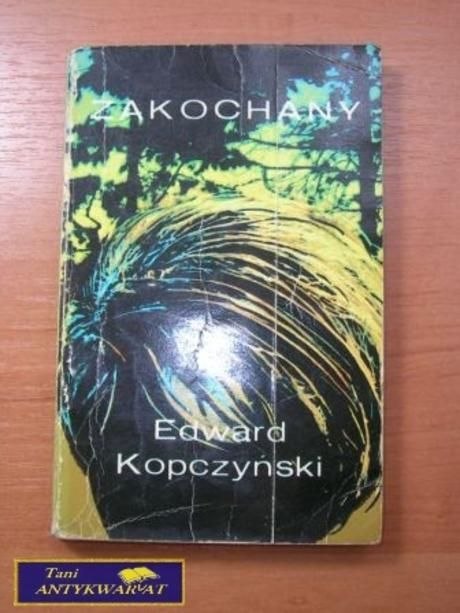 ZAKOCHANY
Edward
Kopczyński
Tani
ANTYKWARIAT